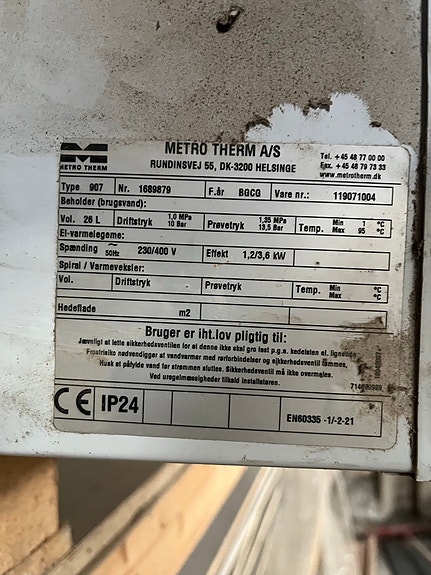 METRO THERM
METRO THERM A/S
RUNDINSVEJ 55, DK-3200 HELSINGE
Tel. + 45 48 77 00 00
Fax. + 45 48 79 73 33
www.metrotherm.dk
Type 907 Nr. 1689879 F.år BGCG Vare nr.: 119071004
Beholder (brugsvand):
Vol. 26 L Driftstryk 1,0 MPa 10 Bar Prøvetryk 1,35 MPa 13,5 Bar Temp. Min 1 °C Max 95 °C
El-varmelegeme:
Spænding ~ 50Hz 230/400 V Effekt 1,2/3,6 kW
Spiral / Varmeveksler:
Vol. Driftstryk Prøvetryk Temp. Min °C Max °C
Hedeflade m2
Bruger er iht.lov pligtig til:
Jævnligt at lette sikkerhedsventilen for at denne ikke skal gro fast p.g.a. kedelsten el. lignende.
Frostrisiko nødvendiggør at vandvarmer med rørforbindelser og sikkerhedsventil tømmes.
Husk at påfylde vand før strømmen sluttes. Sikkerhedsventil må ikke overmales.
Ved uregelmæssigheder tilkald installatøren.
CE IP24 EN60335 -1/-2-21